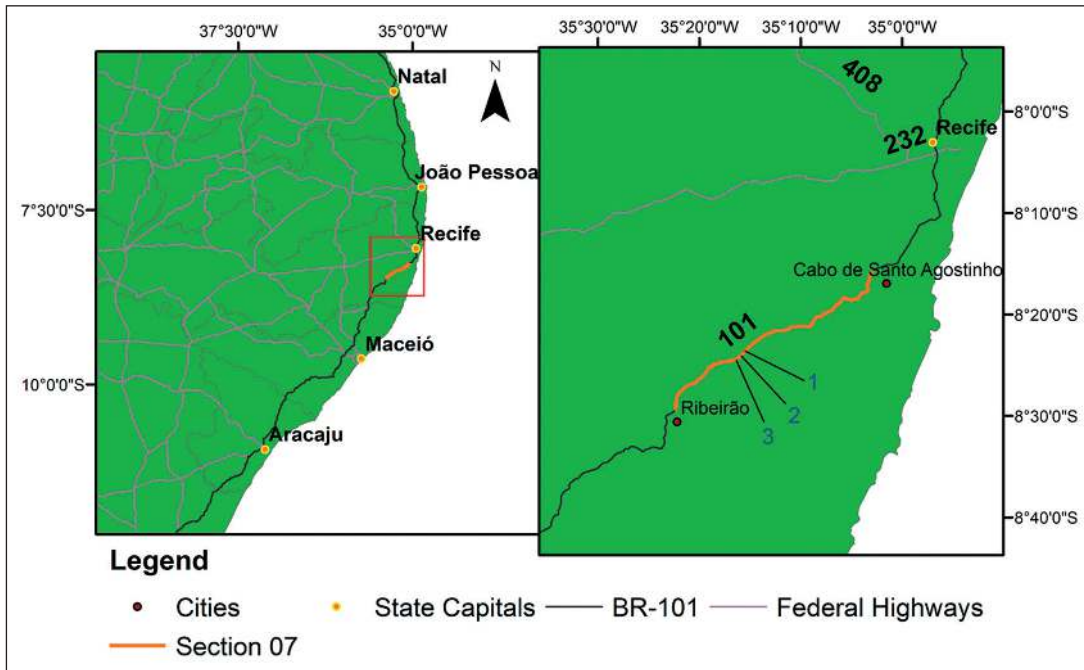 37°30'0"W 35°00'0"W
N
Natal
João Pessoa
7°30'0"S
Recife
Maceió
10°00'0"S
Aracaju
35°30'0"W 35°20'0"W 35°10'0"W 35°00'0"W
408
8°0'0"S
232
Recife
8°10'0"S
Cabo de Santo Agostinho
8°20'0"S
101
1
2
3
Ribeirão
8°30'0"S
8°40'0"S
Legend
Cities State Capitals BR-101 Federal Highways
Section 07